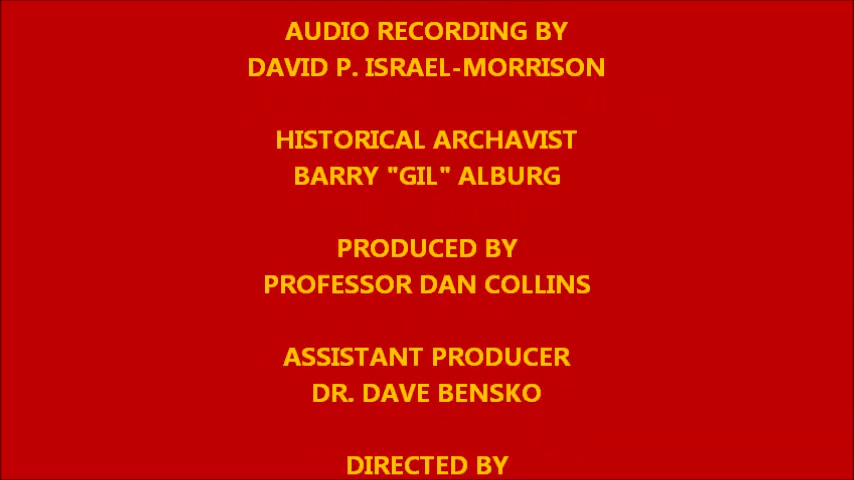 AUDIO RECORDING BY
DAVID P. ISRAEL-MORRISON
HISTORICAL ARCHAVIST
BARRY "GIL" ALBURG
PRODUCED BY
PROFESSOR DAN COLLINS
ASSISTANT PRODUCER
DR. DAVE BENSKO
DIRECTED BY